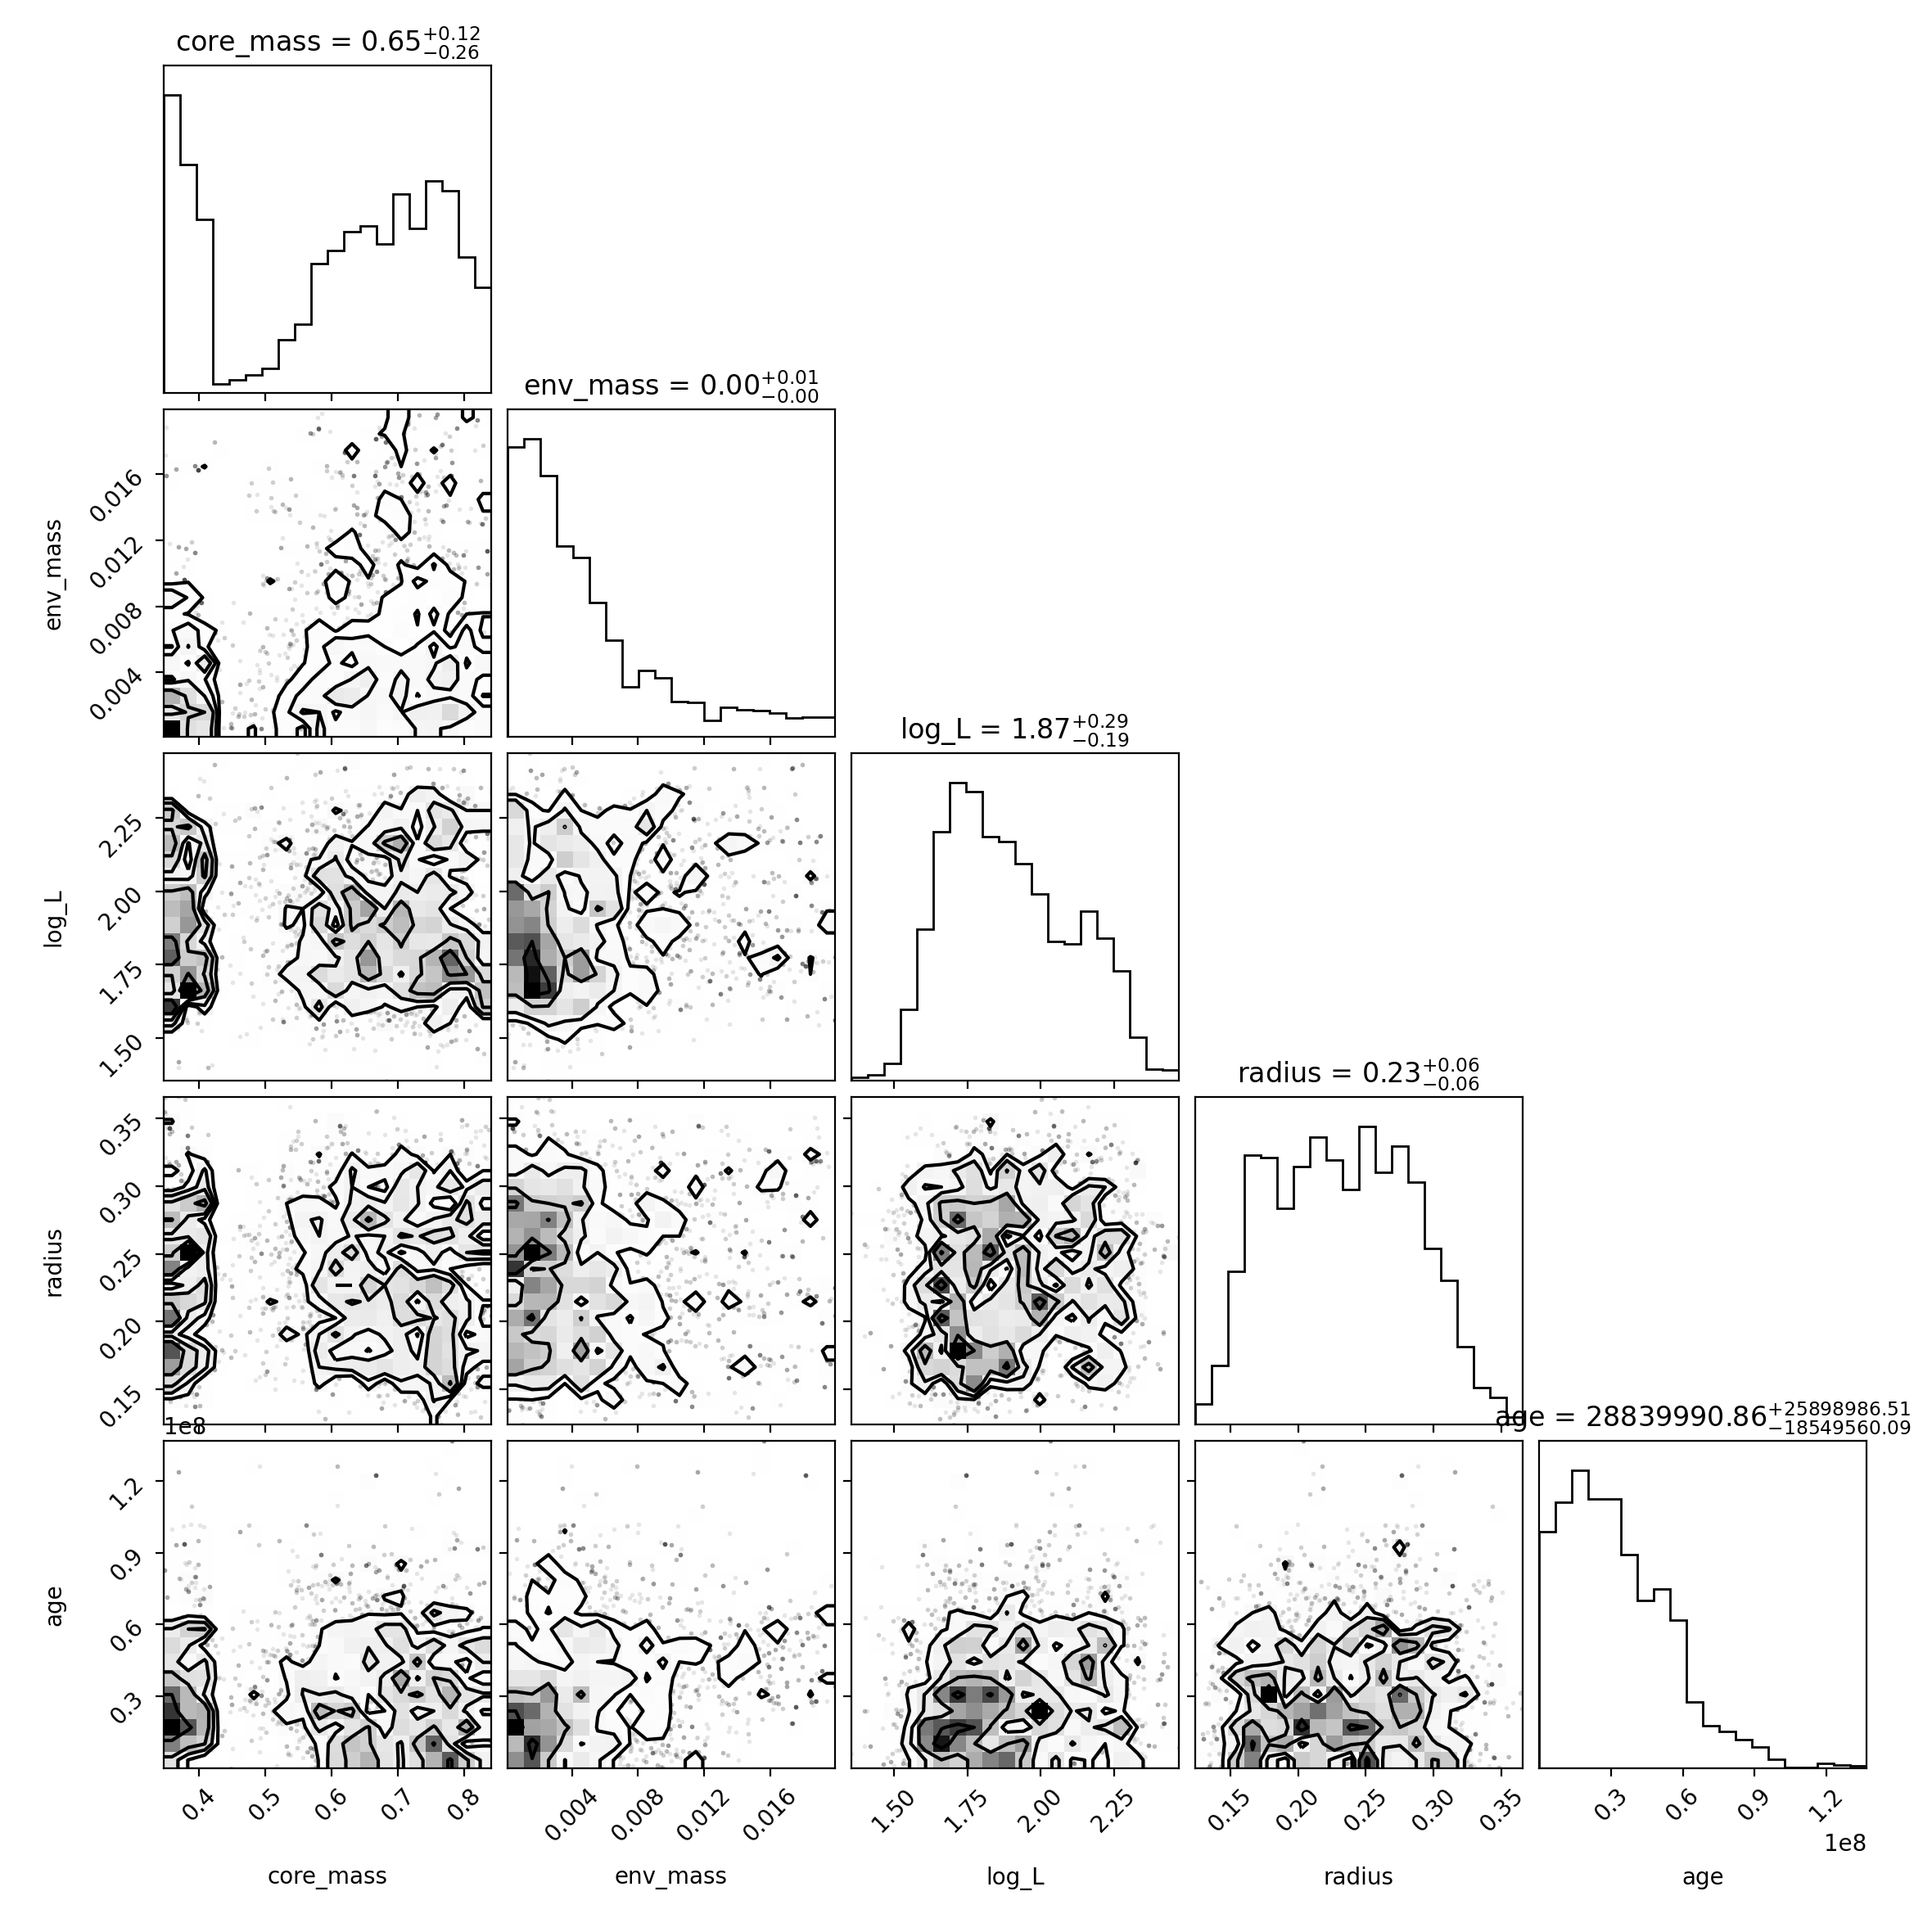 core_mass = 0.65+0.12−0.26
env_mass = 0.00+0.01−0.00
0.016
0.012
0.008
0.004
env_mass
log_L = 1.87+0.29−0.19
2.25
2.00
1.75
1.50
log_L
radius = 0.23+0.06−0.06
0.35
0.30
0.25
0.20
0.15
radius
1e8
age = 28839990.86+25898986.51−18549560.09
1.2
0.9
0.6
0.3
age
0.4 0.5 0.6 0.7 0.8
0.004 0.008 0.012 0.016
1.50 1.75 2.00 2.25
0.15 0.20 0.25 0.30 0.35
0.3 0.6 0.9 1.2
1e8
core_mass
env_mass
log_L
radius
age